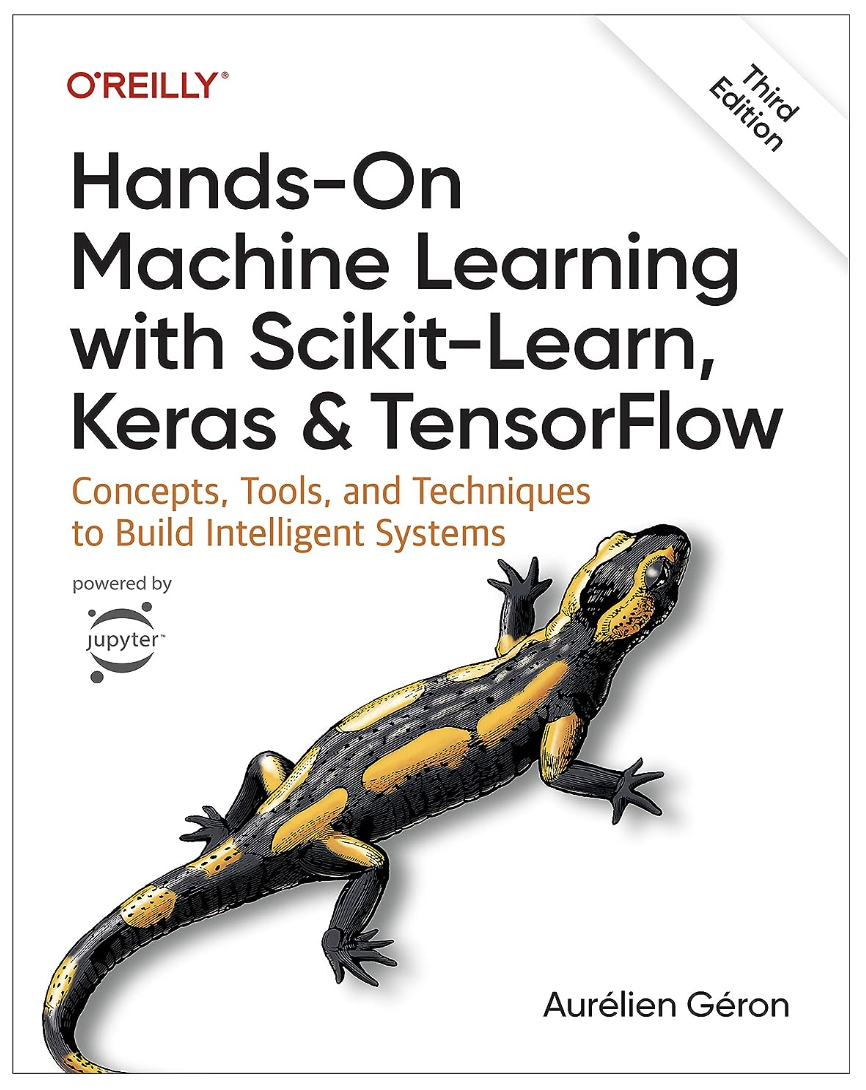 O'REILLY®
Third
Edition
Hands-On
Machine Learning
with Scikit-Learn,
Keras & TensorFlow
Concepts, Tools, and Techniques
to Build Intelligent Systems
powered by
jupyter™
Aurélien Géron